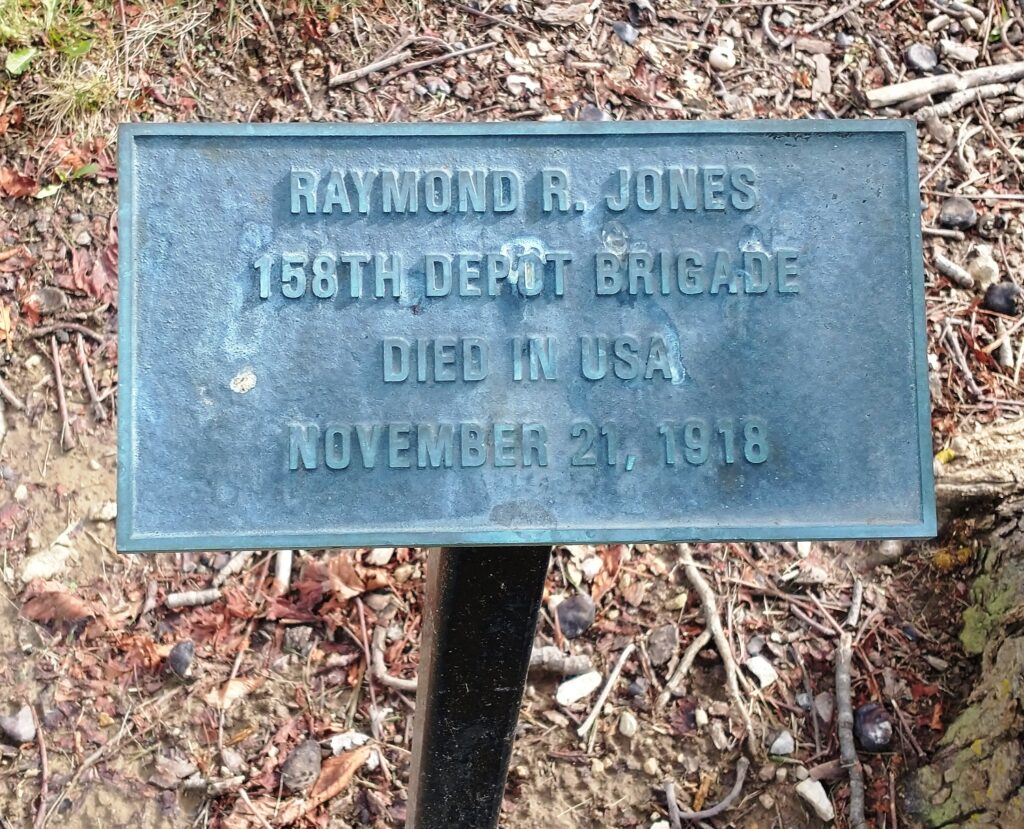 RAYMOND R. JONES
158TH DEPOT BRIGADE
DIED IN USA
NOVEMBER 21, 1918